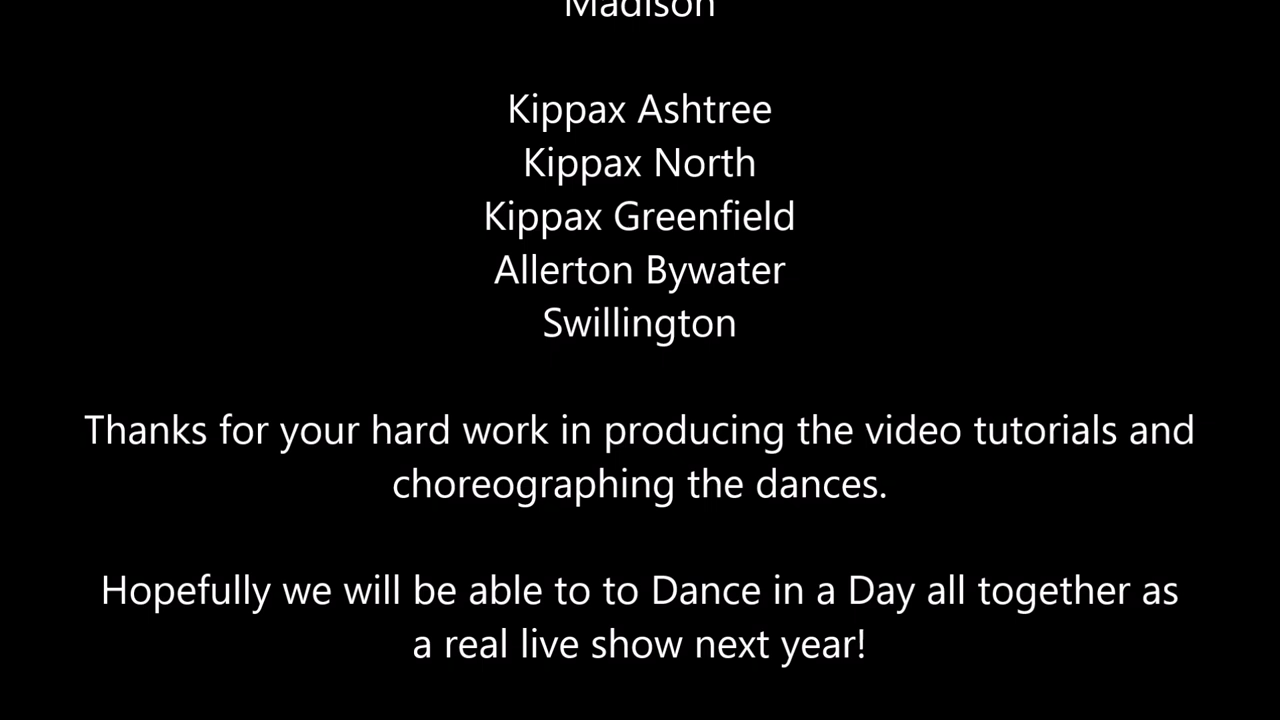 Madison
Kippax Ashtree
Kippax North
Kippax Greenfield
Allerton Bywater
Swillington
Thanks for your hard work in producing the video tutorials and
choreographing the dances.
Hopefully we will be able to to Dance in a Day all together as
a real live show next year!